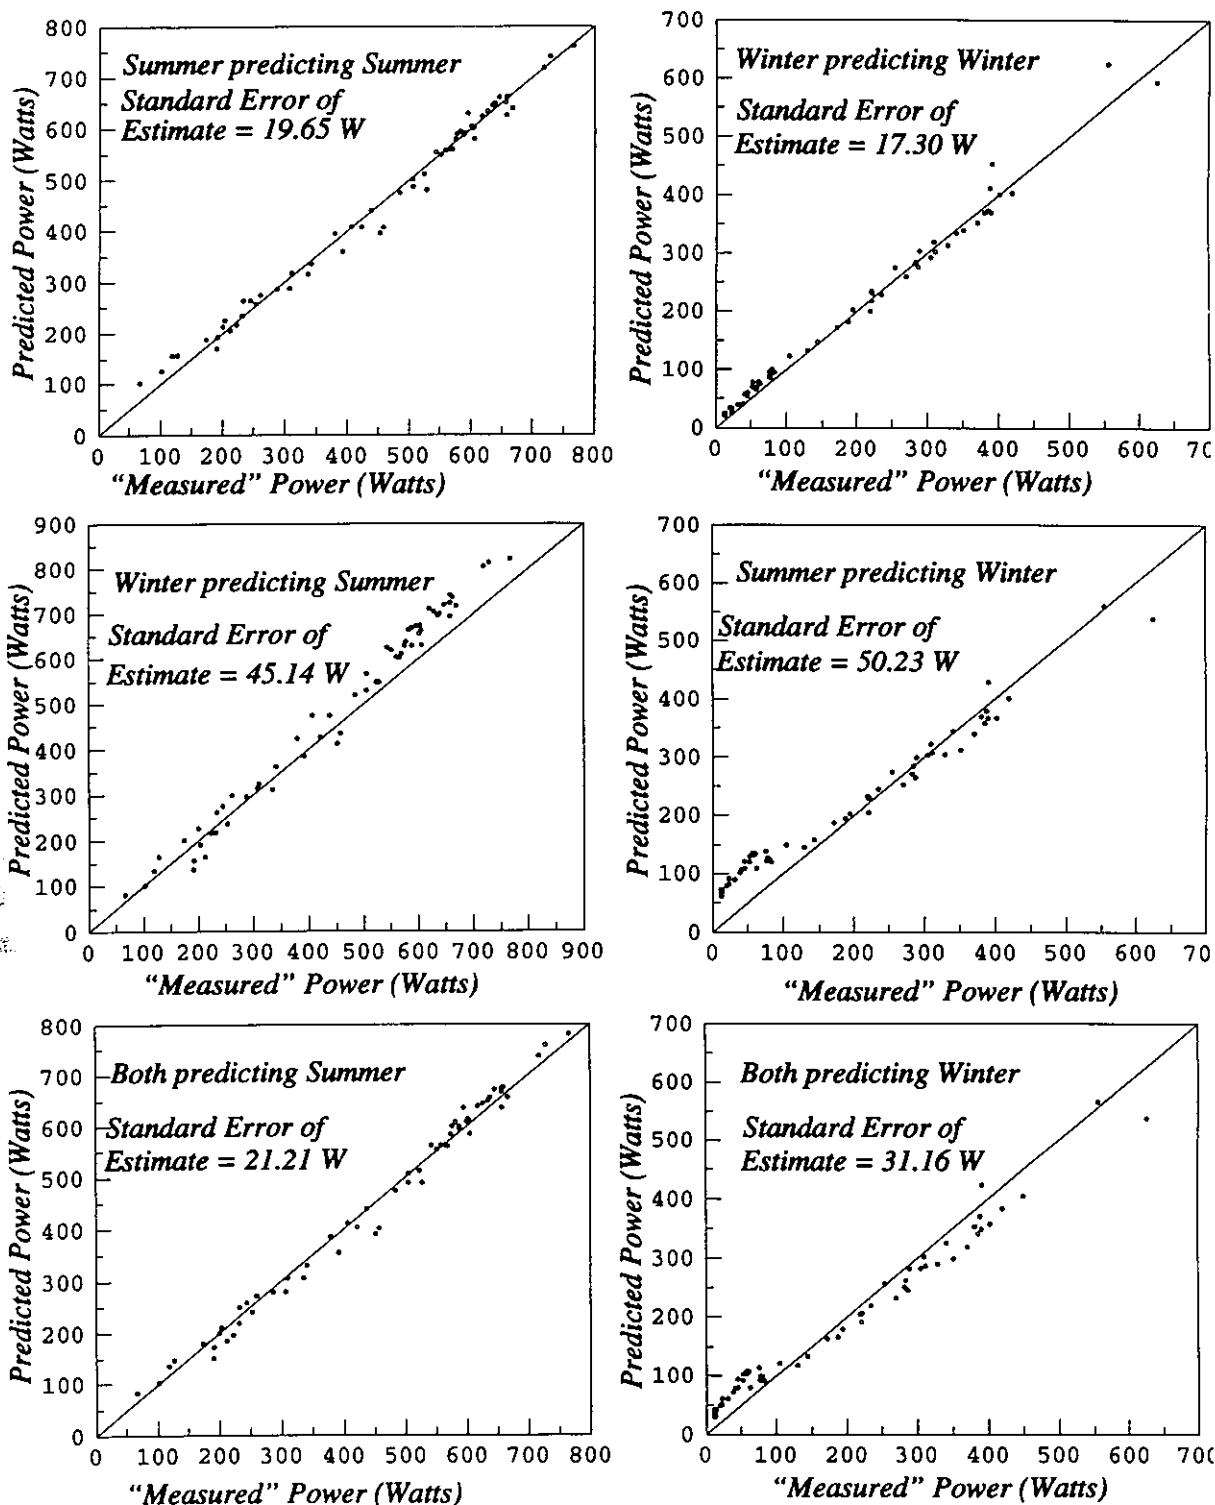 Summer predicting Summer
Standard Error of
Estimate = 19.65 W
Predicted Power (Watts)
800
700
600
500
400
300
200
100
0
0 100 200 300 400 500 600 700 800
"Measured" Power (Watts)
Winter predicting Winter
Standard Error of
Estimate = 17.30 W
Predicted Power (Watts)
700
600
500
400
300
200
100
0
0 100 200 300 400 500 600 70
"Measured" Power (Watts)
Winter predicting Summer
Standard Error of
Estimate = 45.14 W
Predicted Power (Watts)
900
800
700
600
500
400
300
200
100
0
0 100 200 300 400 500 600 700 800 900
"Measured" Power (Watts)
Summer predicting Winter
Standard Error of
Estimate = 50.23 W
Predicted Power (Watts)
700
600
500
400
300
200
100
0
0 100 200 300 400 500 600 70
"Measured" Power (Watts)
Both predicting Summer
Standard Error of
Estimate = 21.21 W
Predicted Power (Watts)
800
700
600
500
400
300
200
100
0
0 100 200 300 400 500 600 700 800
"Measured" Power (Watts)
Both predicting Winter
Standard Error of
Estimate = 31.16 W
Predicted Power (Watts)
700
600
500
400
300
200
100
0
0 100 200 300 400 500 600 70
"Measured" Power (Watts)